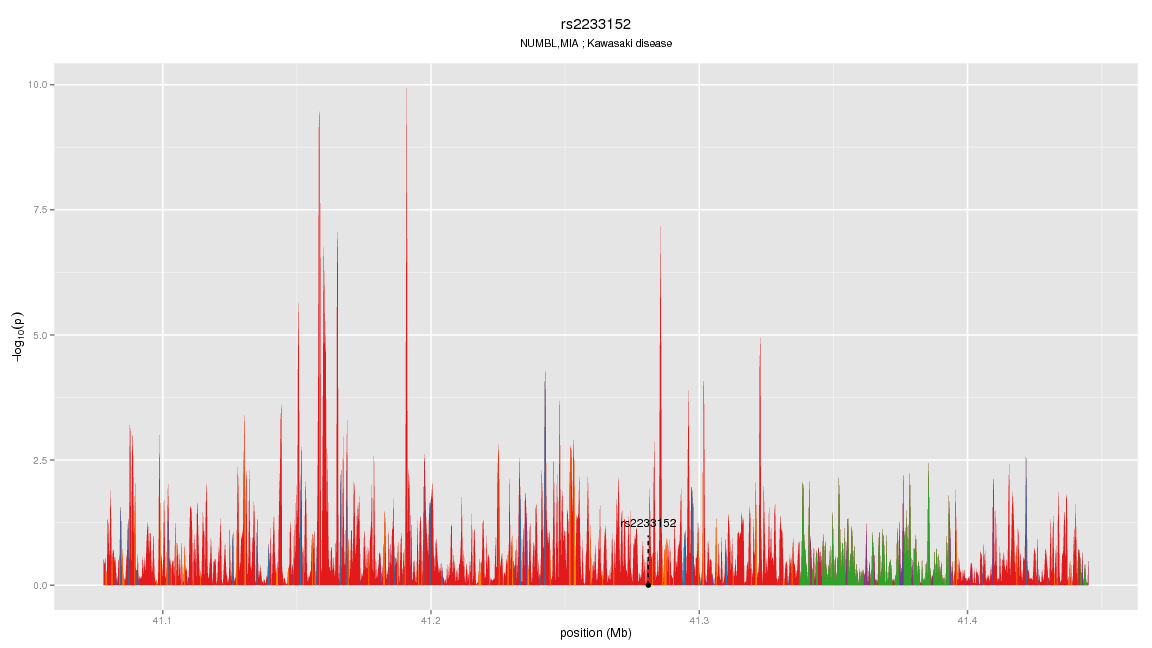 rs2233152
NUMBL,MIA ; Kawasaki disease
10.0
7.5
5.0
2.5
0.0
−log10(p)
rs2233152
41.1 41.2 41.3 41.4
position (Mb)